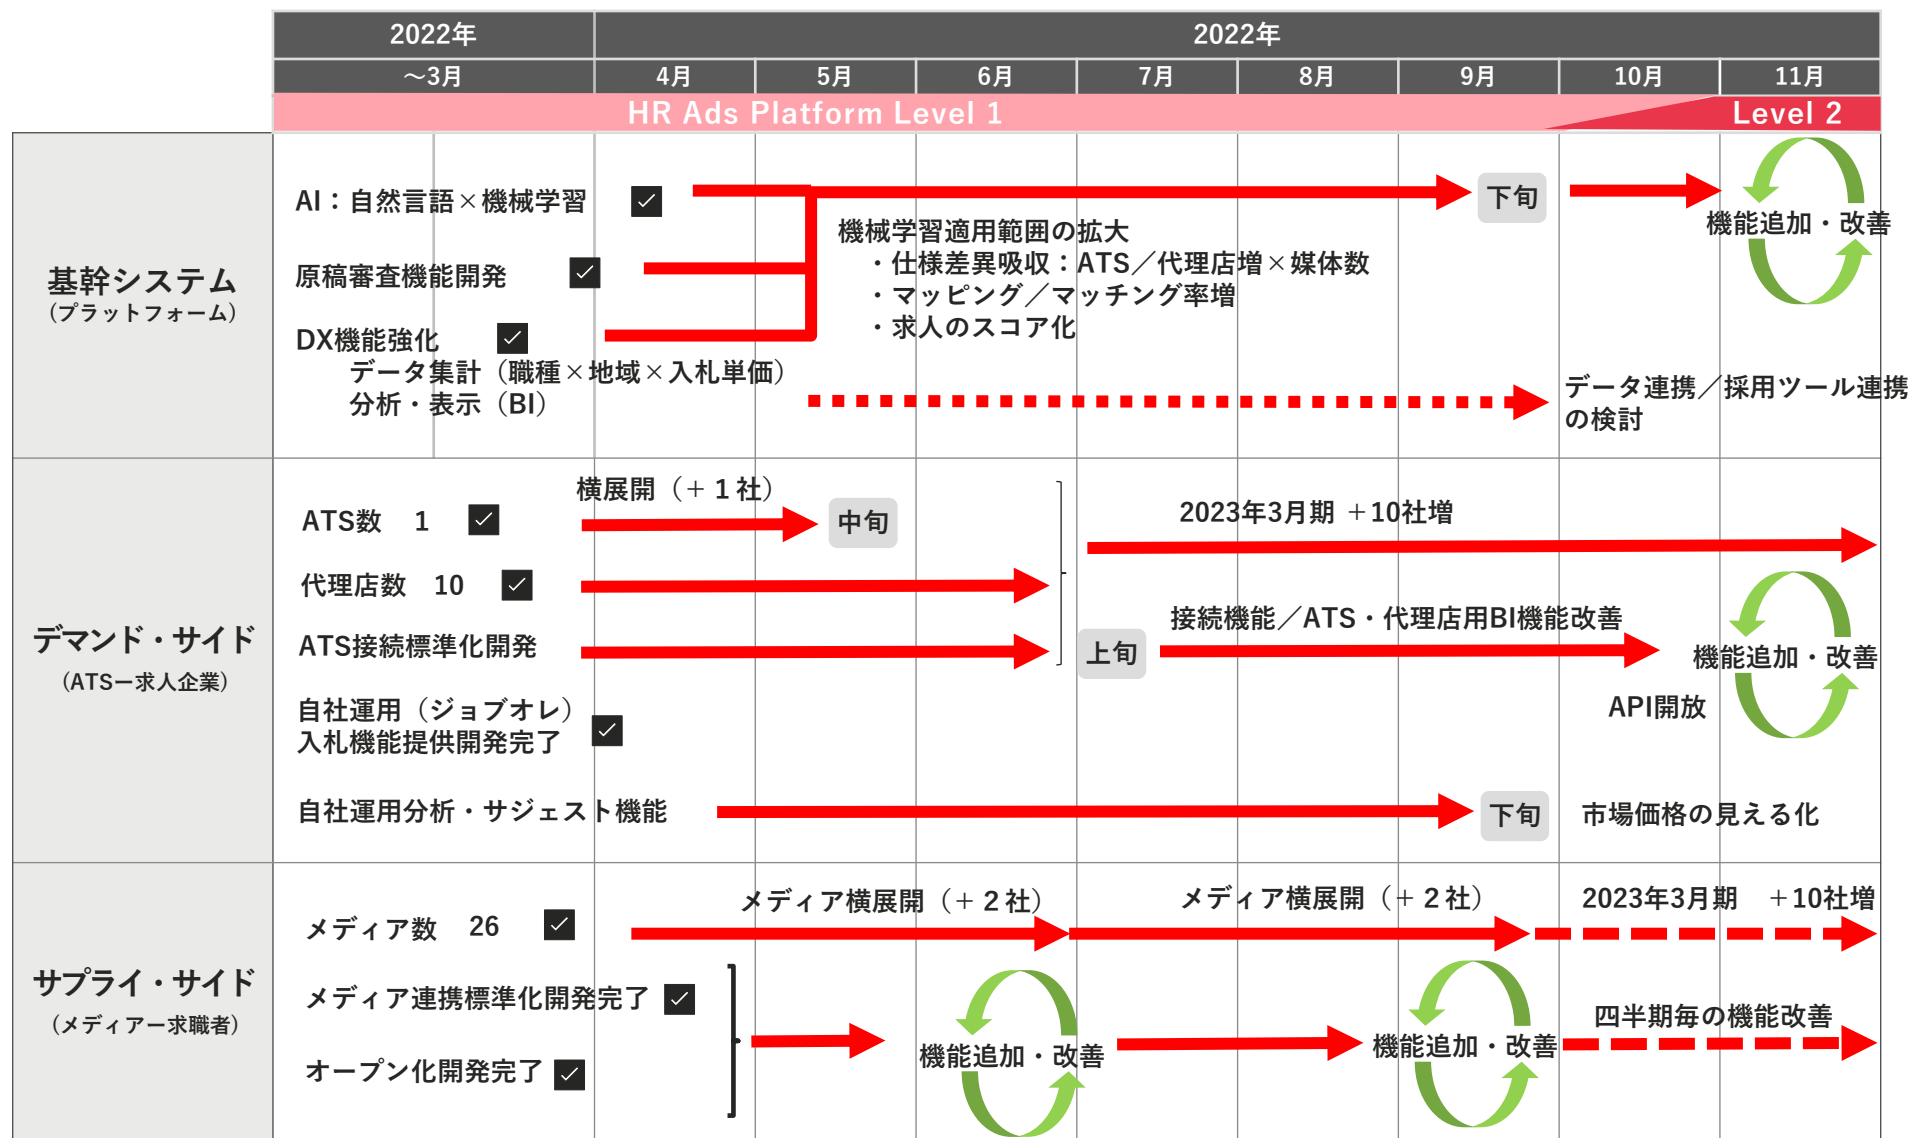 2022年
2022年
～3月
4月
5月
6月
7月
8月
9月
10月
11月
HR Ads Platform Level 1
Level 2
基幹システム
（プラットフォーム）
AI：自然言語×機械学習
下旬
機能追加・改善
機械学習適用範囲の拡大
・仕様差異吸収：ATS／代理店増×媒体数
・マッピング／マッチング率増
・求人のスコア化
原稿審査機能開発
DX機能強化
データ集計（職種×地域×入札単価）
分析・表示（BI）
データ連携／採用ツール連携
の検討
デマンド・サイド
（ATSー求人企業）
横展開（＋１社）
ATS数　1
中旬
2023年3月期 ＋10社増
代理店数　10
ATS接続標準化開発
上旬
接続機能／ATS・代理店用BI機能改善
機能追加・改善
API開放
自社運用（ジョブオレ）
入札機能提供開発完了
自社運用分析・サジェスト機能
下旬
市場価格の見える化
サプライ・サイド
（メディアー求職者）
メディア数　26
メディア横展開（＋２社）
メディア横展開（＋２社）
2023年3月期　＋10社増
メディア連携標準化開発完了
オープン化開発完了
機能追加・改善
機能追加・改善
四半期毎の機能改善